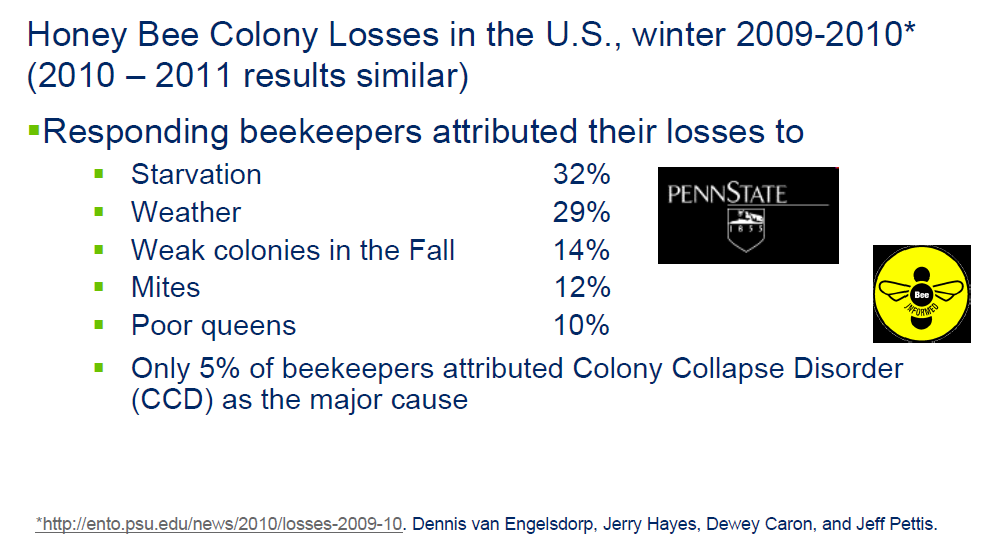 Honey Bee Colony Losses in the U.S., winter 2009-2010*
(2010 – 2011 results similar)
Responding beekeepers attributed their losses to
Starvation 32%
Weather 29%
Weak colonies in the Fall 14%
Mites 12%
Poor queens 10%
Only 5% of beekeepers attributed Colony Collapse Disorder
(CCD) as the major cause
PENNSTATE
1855
Bee
INFORMED
*http://ento.psu.edu/news/2010/losses-2009-10. Dennis van Engelsdorp, Jerry Hayes, Dewey Caron, and Jeff Pettis.